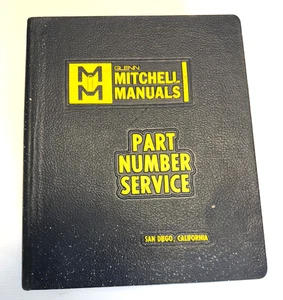 GLENN
MITCHELL
MANUALS
PART
NUMBER
SERVICE
SAN DIEGO, CALIFORNIA